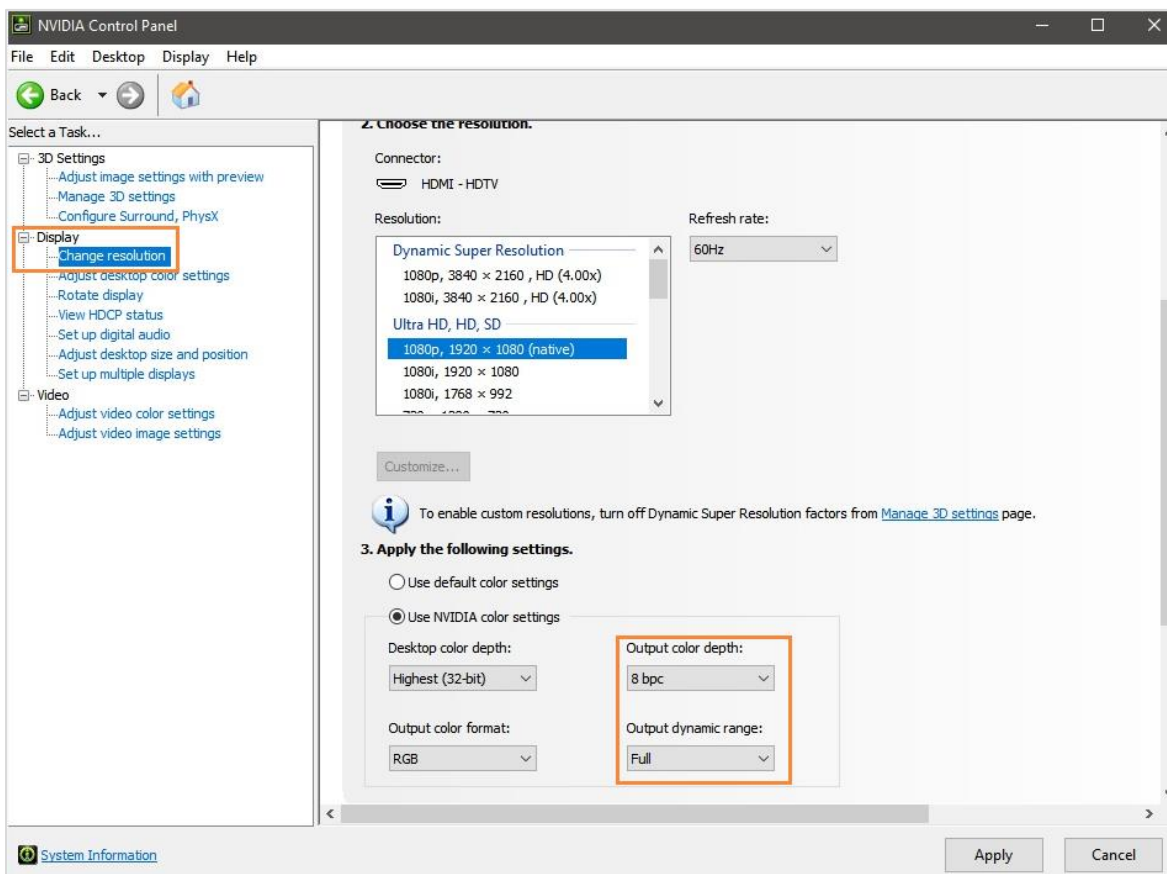 NVIDIA Control Panel
File Edit Desktop Display Help
Back
Select a Task...
3D Settings
Adjust image settings with preview
Manage 3D settings
Configure Surround, PhysX
Display
Change resolution
Adjust desktop color settings
Rotate display
View HDCP status
Set up digital audio
Adjust desktop size and position
Set up multiple displays
Video
Adjust video color settings
Adjust video image settings
System Information
2. Choose the resolution.
Connector:
HDMI - HDTV
Resolution:
Refresh rate:
Dynamic Super Resolution
60Hz
1080p, 3840 × 2160 , HD (4.00x)
1080i, 3840 × 2160 , HD (4.00x)
Ultra HD, HD, SD
1080p, 1920 × 1080 (native)
1080i, 1920 × 1080
1080i, 1768 × 992
Customize...
To enable custom resolutions, turn off Dynamic Super Resolution factors from Manage 3D settings page.
3. Apply the following settings.
Use default color settings
Use NVIDIA color settings
Desktop color depth:
Output color depth:
Highest (32-bit)
8 bpc
Output color format:
Output dynamic range:
RGB
Full
Apply
Cancel